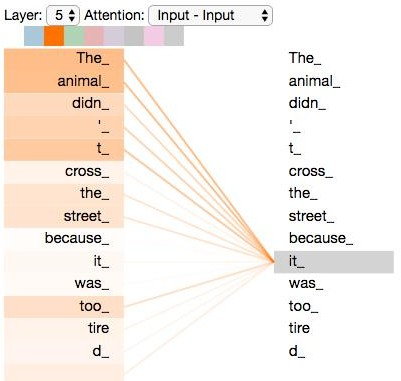 Layer: 5 Attention: Input - Input
The_ The_
animal_ animal_
didn_ didn_
'_ '_
t_ t_
cross_ cross_
the_ the_
street_ street_
because_ because_
it_ it_
was_ was_
too_ too_
tire tire
d_ d_